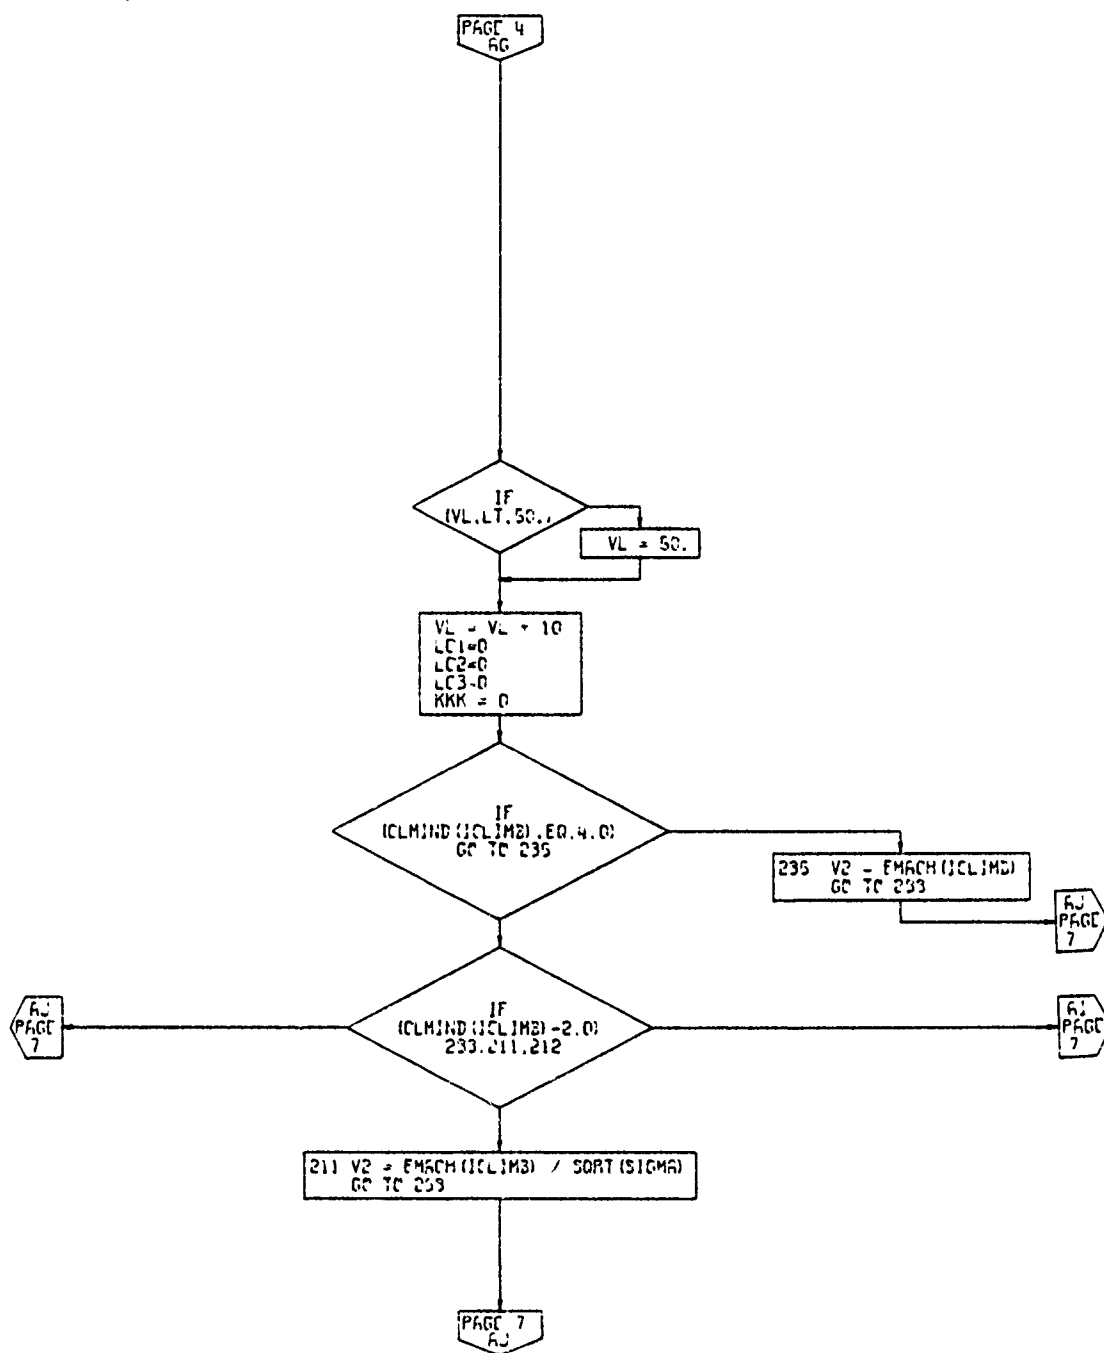 PAGE 4
AG
IF
(VL.LT.50.)
VL = 50.
VL = VL + 10
LC1=0
LC2=0
LC3=0
KKK = 0
IF
(CLMIND(ICLIMB).EQ.4.0)
GO TO 235
235 V2 = EMACH(ICLIMB)
GO TO 233
AJ
PAGE
7
AJ
PAGE
7
IF
(CLMIND(ICLIMB)-2.0)
233,211,212
AI
PAGE
7
211 V2 = EMACH(ICLIMB) / SQRT(SIGMA)
GO TO 233
PAGE 7
AJ